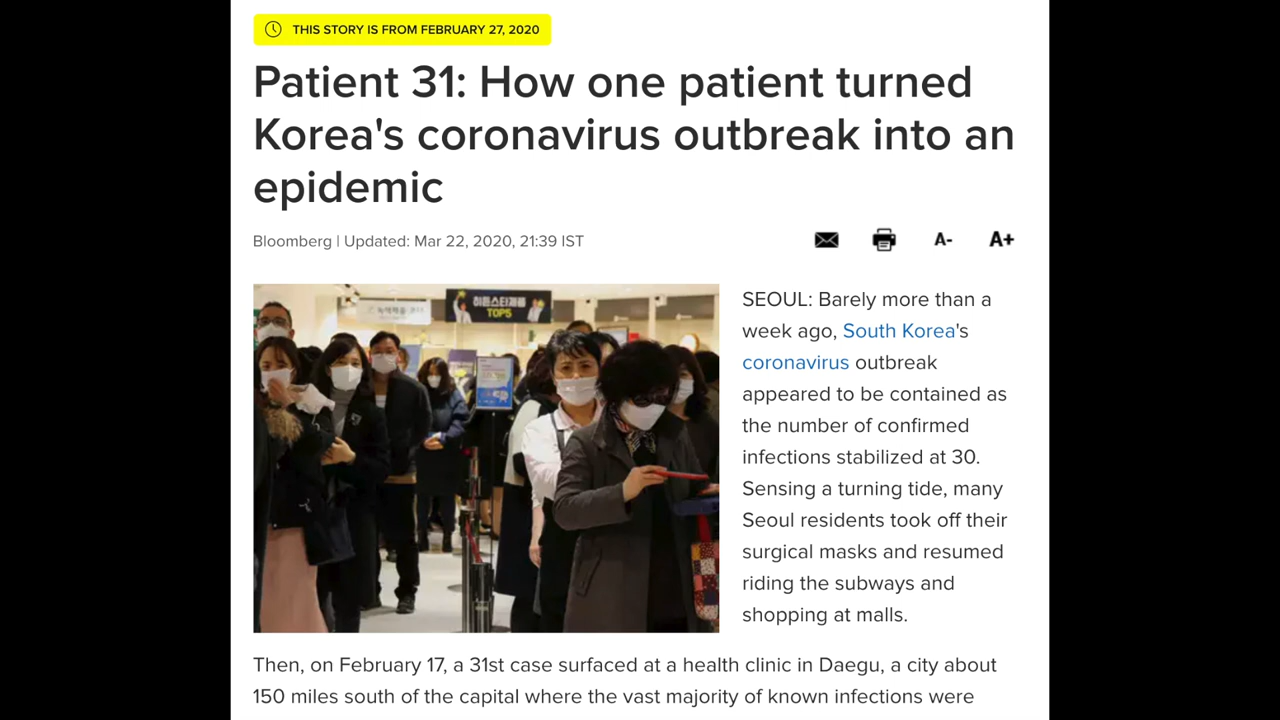 THIS STORY IS FROM FEBRUARY 27, 2020
Patient 31: How one patient turned
Korea's coronavirus outbreak into an
epidemic
Bloomberg | Updated: Mar 22, 2020, 21:39 IST
A-
A+
TOP5
SEOUL: Barely more than a
week ago, South Korea's
coronavirus outbreak
appeared to be contained as
the number of confirmed
infections stabilized at 30.
Sensing a turning tide, many
Seoul residents took off their
surgical masks and resumed
riding the subways and
shopping at malls.
Then, on February 17, a 31st case surfaced at a health clinic in Daegu, a city about
150 miles south of the capital where the vast majority of known infections were